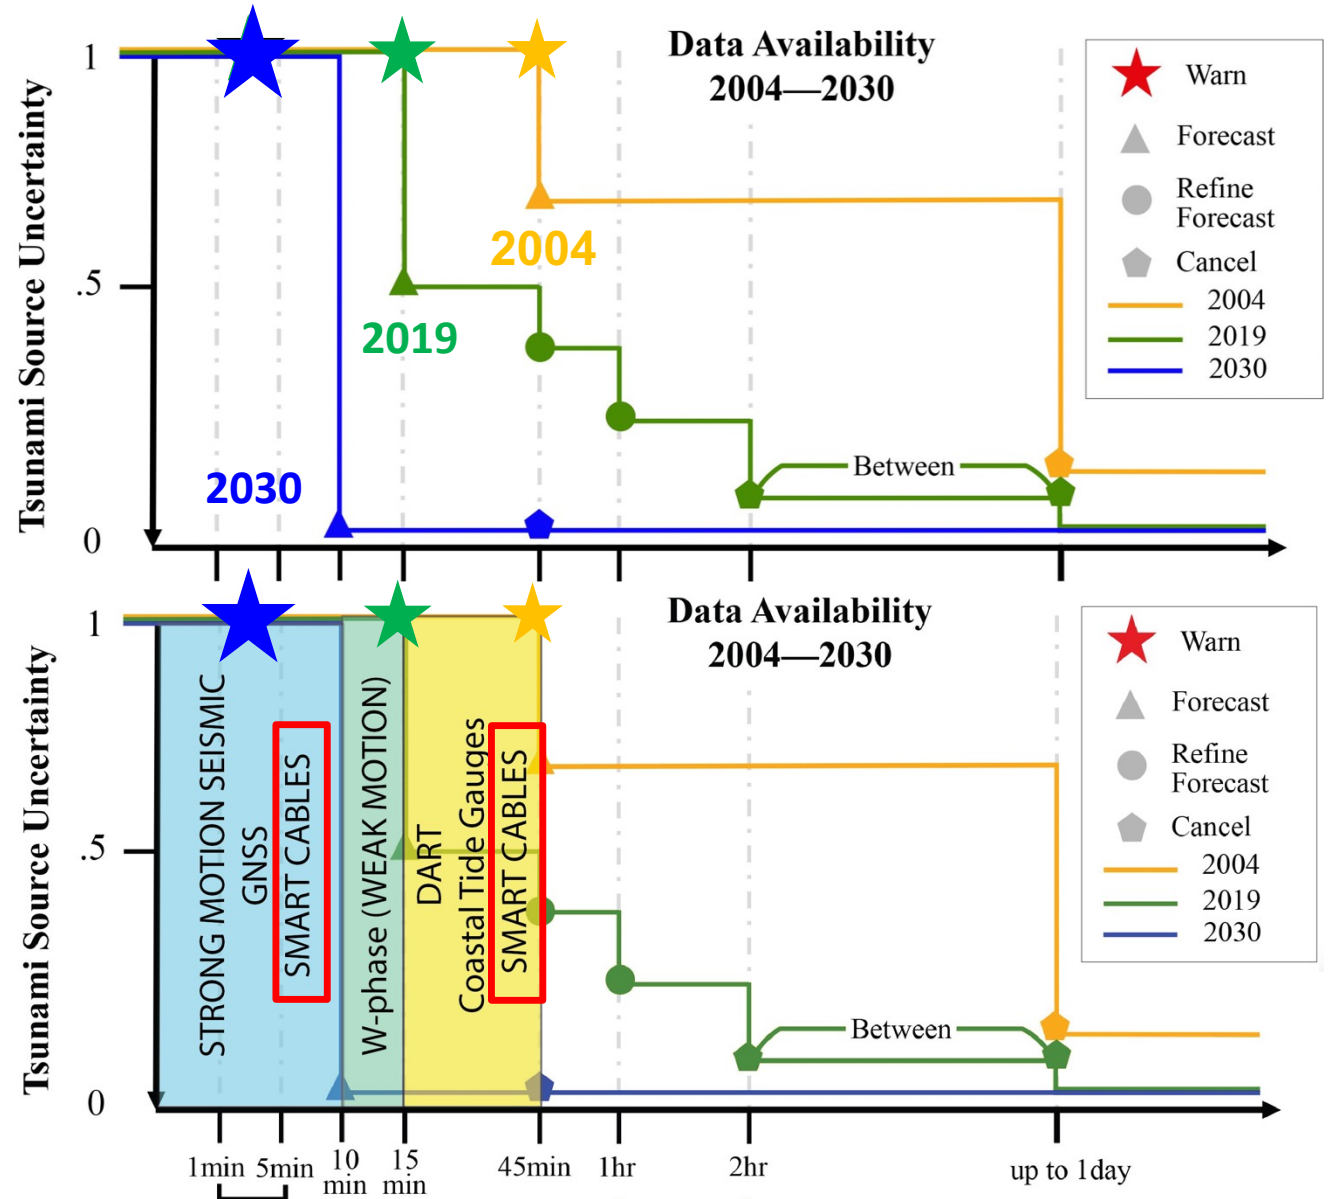 Data Availability
2004—2030
Tsunami Source Uncertainty
1
.5
0
2004
2019
2030
Between
Warn
Forecast
Refine
Forecast
Cancel
2004
2019
2030
Data Availability
2004—2030
Tsunami Source Uncertainty
1
.5
0
STRONG MOTION SEISMIC
GNSS
SMART CABLES
W-phase (WEAK MOTION)
DART
Coastal Tide Gauges
SMART CABLES
Between
Warn
Forecast
Refine
Forecast
Cancel
2004
2019
2030
1min
5min
10
min
15
min
45min
1hr
2hr
up to 1day